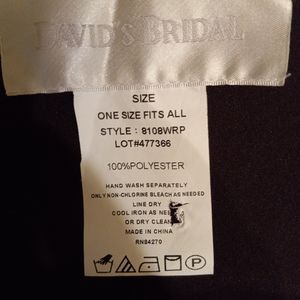 DAVID'S BRIDAL
SIZE
ONE SIZE FITS ALL
STYLE : 8108WRP
LOT#477366
100%POLYESTER
HAND WASH SEPARATELY
ONLY NON-CHLORINE BLEACH AS NEEDED
LINE DRY
COOL IRON AS
OR DRY CLEAN
MADE IN CHINA
RN84270
P